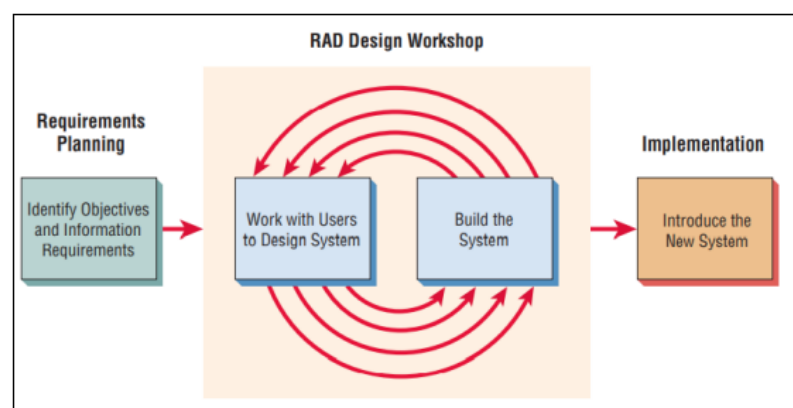 RAD Design Workshop
Requirements
Planning
Identify Objectives
and Information
Requirements
Work with Users
to Design System
Build the
System
Implementation
Introduce the
New System